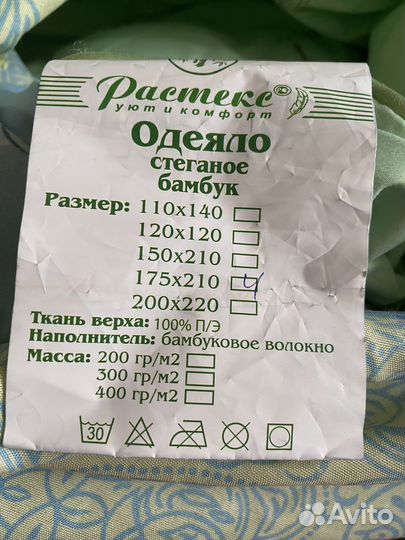 Растекс®
уют и комфорт
Одеяло
стеганое
бамбук
Размер: 110х140
120х120
150х210
175х210 ч
200х220
Ткань верха: 100% П/Э
Наполнитель: бамбуковое волокно
Масса: 200 гр/м2
300 гр/м2
400 гр/м2
30
Avito